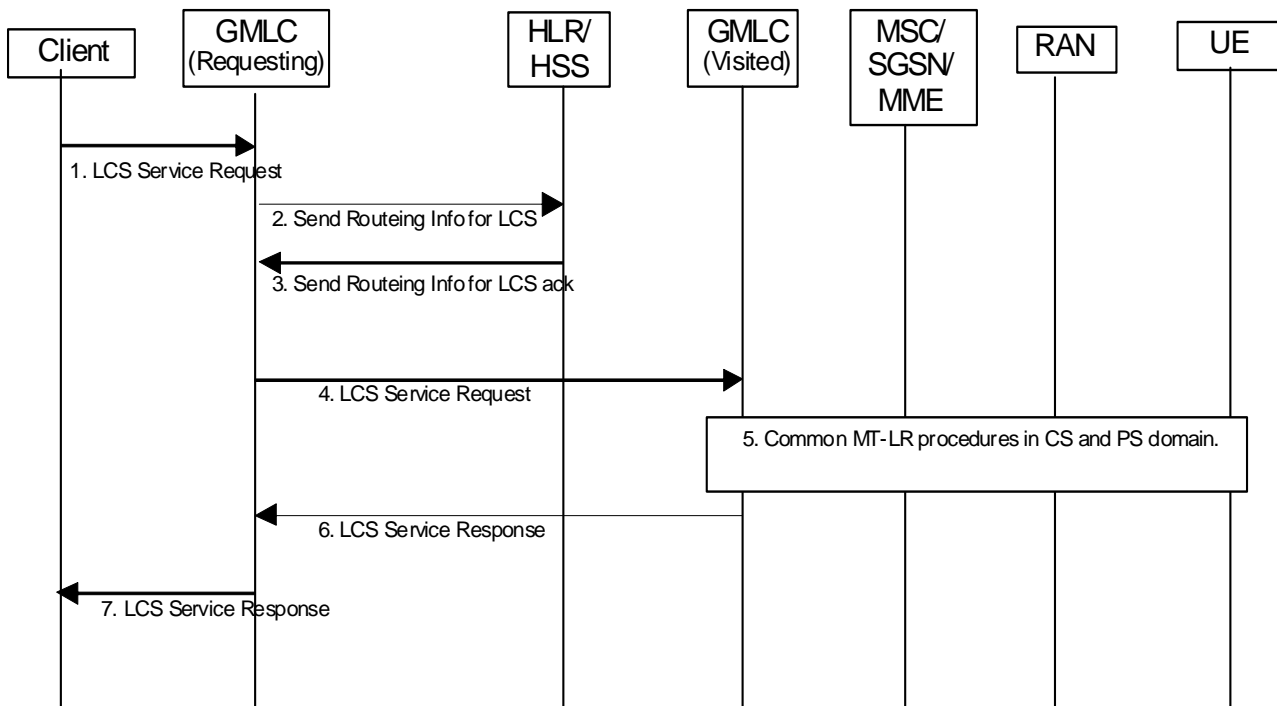 Client
GMLC
(Requesting)
HLR/
HSS
GMLC
(Visited)
MSC/
SGSN/
MME
RAN
UE
1. LCS Service Request
2. Send Routeing Info for LCS
3. Send Routeing Info for LCS ack
4. LCS Service Request
5. Common MT-LR procedures in CS and PS domain.
6. LCS Service Response
7. LCS Service Response